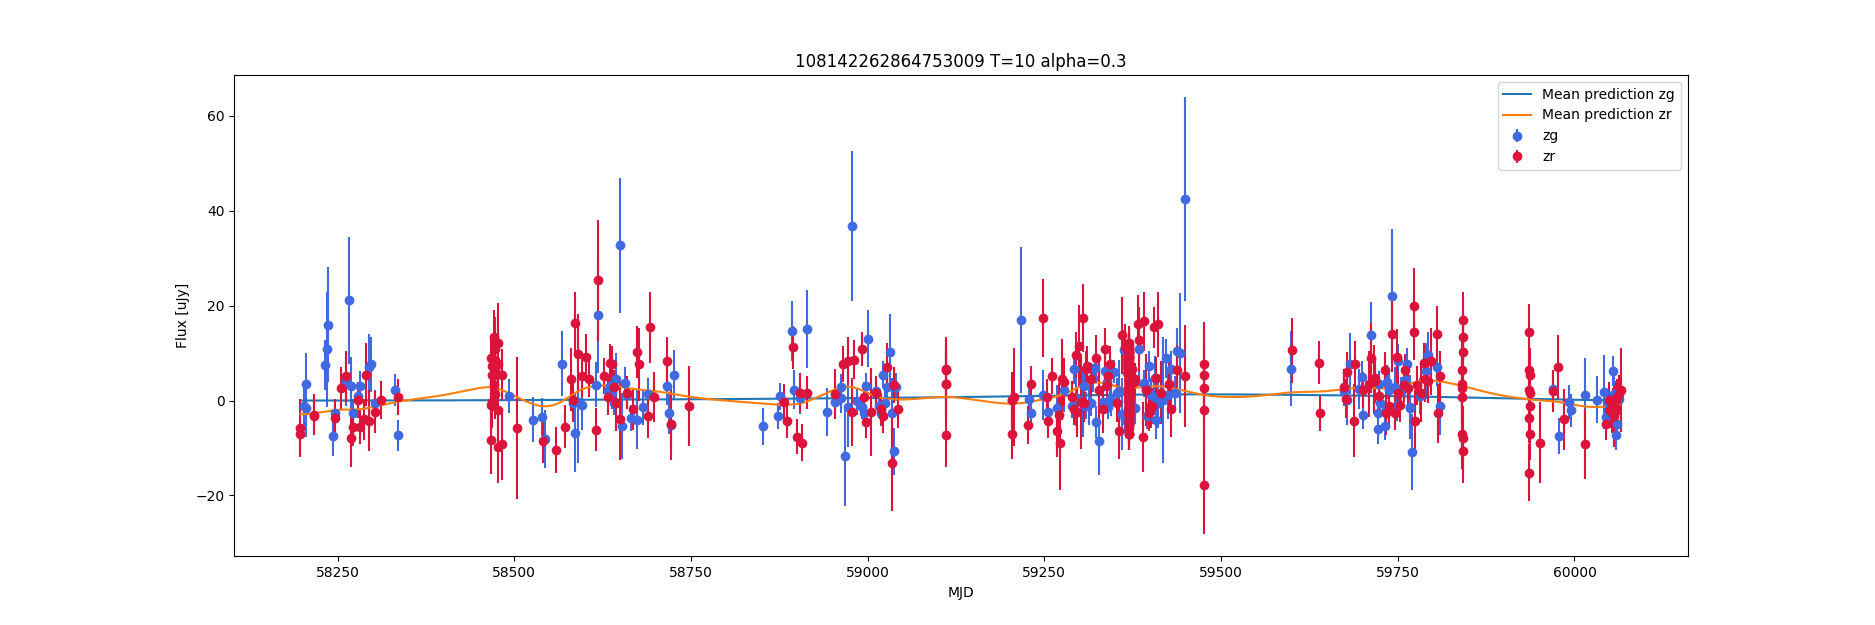 108142262864753009 T=10 alpha=0.3
Mean prediction zg
Mean prediction zr
zg
zr
Flux [uJy]
60
40
20
0
−20
58250 58500 58750 59000 59250 59500 59750 60000
MJD